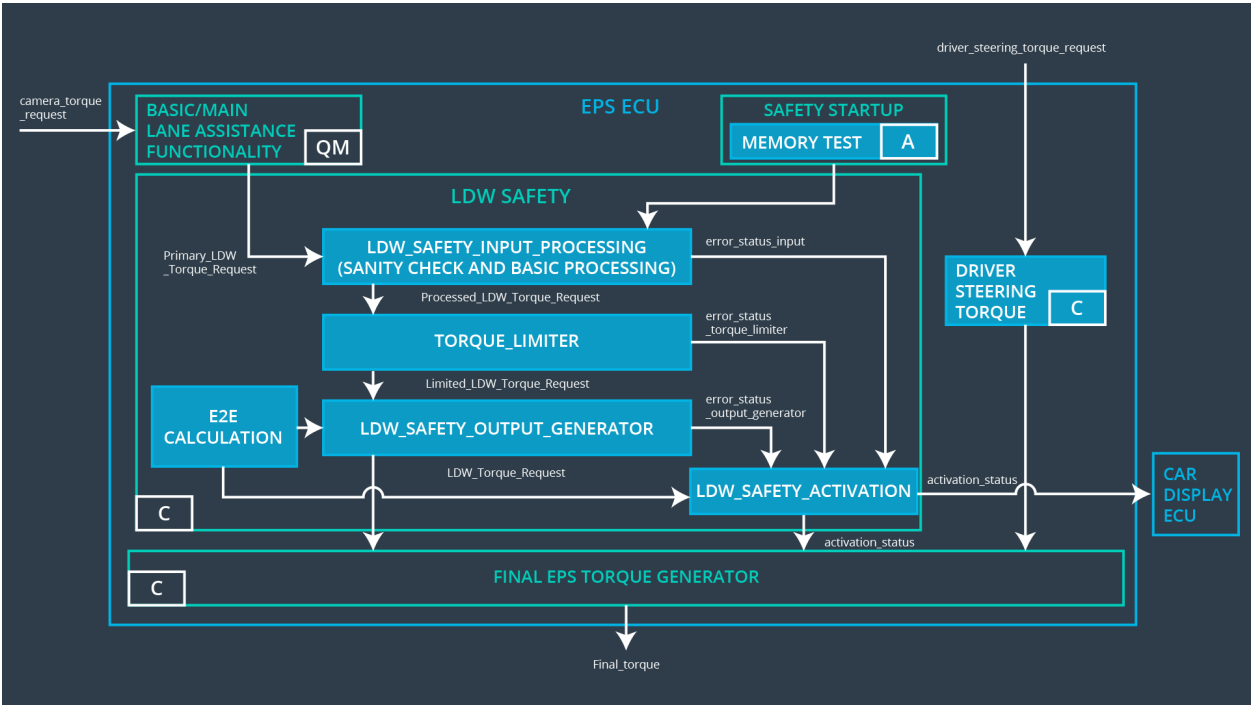 driver_steering_torque_request
camera_torque
_request
EPS ECU
BASIC/MAIN
LANE ASSISTANCE
FUNCTIONALITY
QM
SAFETY STARTUP
MEMORY TEST
A
LDW SAFETY
Primary_LDW
_Torque_Request
LDW_SAFETY_INPUT_PROCESSING
(SANITY CHECK AND BASIC PROCESSING)
error_status_input
DRIVER
STEERING
TORQUE
C
Processed_LDW_Torque_Request
TORQUE_LIMITER
error_status
_torque_limiter
Limited_LDW_Torque_Request
E2E
CALCULATION
LDW_SAFETY_OUTPUT_GENERATOR
error_status
_output_generator
LDW_Torque_Request
LDW_SAFETY_ACTIVATION
activation_status
CAR
DISPLAY
ECU
C
activation_status
FINAL EPS TORQUE GENERATOR
C
Final_torque